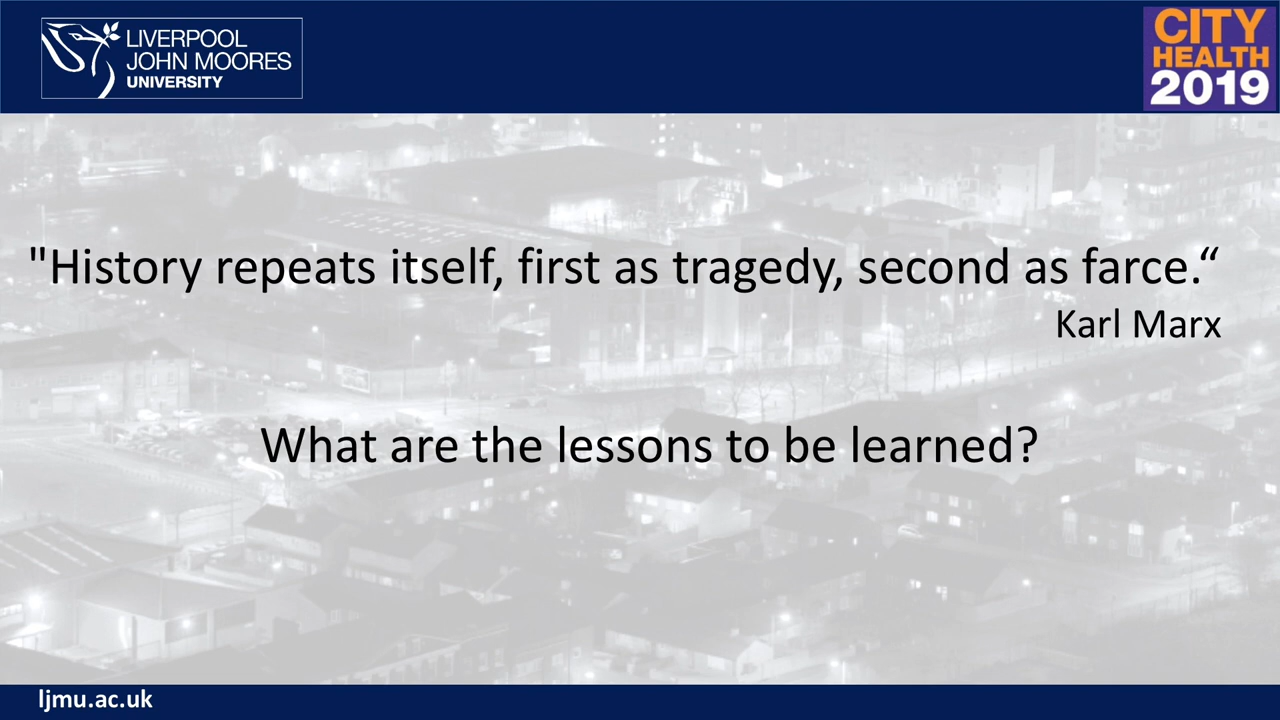 LIVERPOOL
JOHN MOORES
UNIVERSITY
CITY
HEALTH
2019
"History repeats itself, first as tragedy, second as farce.“
Karl Marx
What are the lessons to be learned?
ljmu.ac.uk